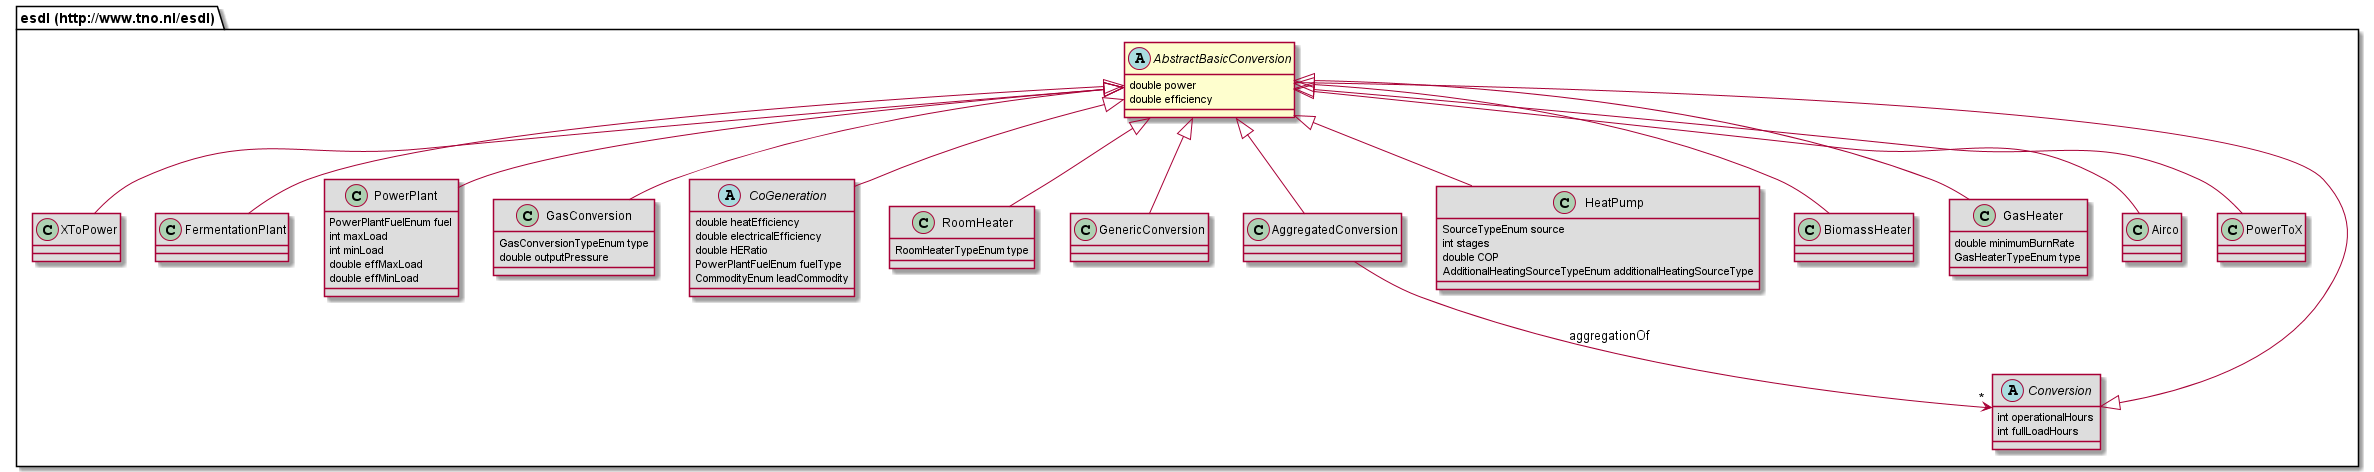 esdl (http://www.tno.nl/esdl)
A AbstractBasicConversion
double power
double efficiency
C XToPower
C FermentationPlant
C PowerPlant
PowerPlantFuelEnum fuel
int maxLoad
int minLoad
double effMaxLoad
double effMinLoad
C GasConversion
GasConversionTypeEnum type
double outputPressure
A CoGeneration
double heatEfficiency
double electricalEfficiency
double HERatio
PowerPlantFuelEnum fuelType
CommodityEnum leadCommodity
C RoomHeater
RoomHeaterTypeEnum type
C GenericConversion
C AggregatedConversion
C HeatPump
SourceTypeEnum source
int stages
double COP
AdditionalHeatingSourceTypeEnum additionalHeatingSourceType
C BiomassHeater
C GasHeater
double minimumBurnRate
GasHeaterTypeEnum type
C Airco
C PowerToX
aggregationOf
*
A Conversion
int operationalHours
int fullLoadHours